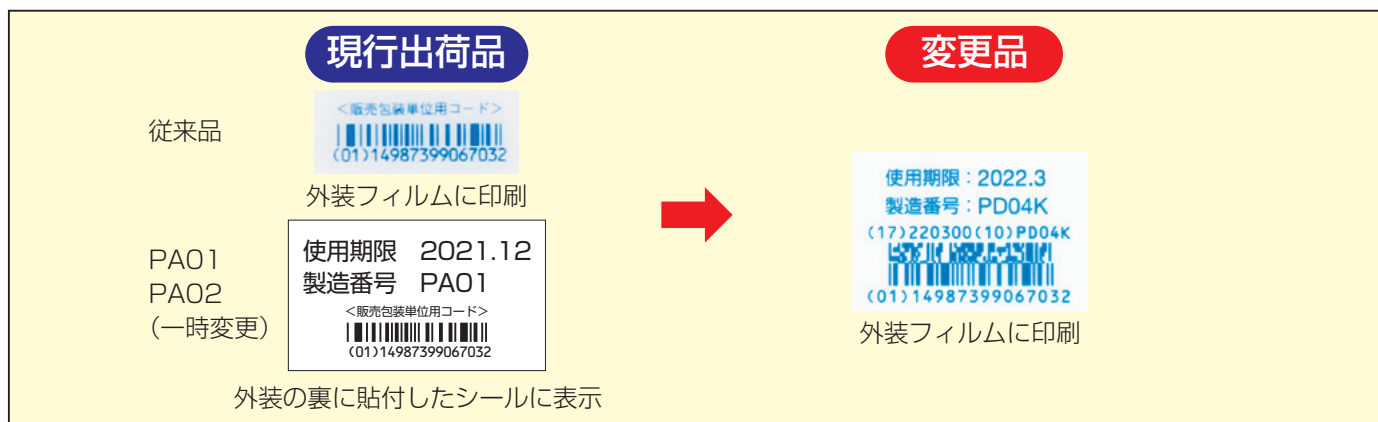 現行出荷品
従来品
<販売包装単位用コード>
(01)14987399067032
外装フィルムに印刷
PA01
PA02
（一時変更）
使用期限 2021.12
製造番号 PA01
<販売包装単位用コード>
(01)14987399067032
外装の裏に貼付したシールに表示
変更品
使用期限：2022.3
製造番号：PD04K
(17)220300(10)PD04K
(01)14987399067032
外装フィルムに印刷